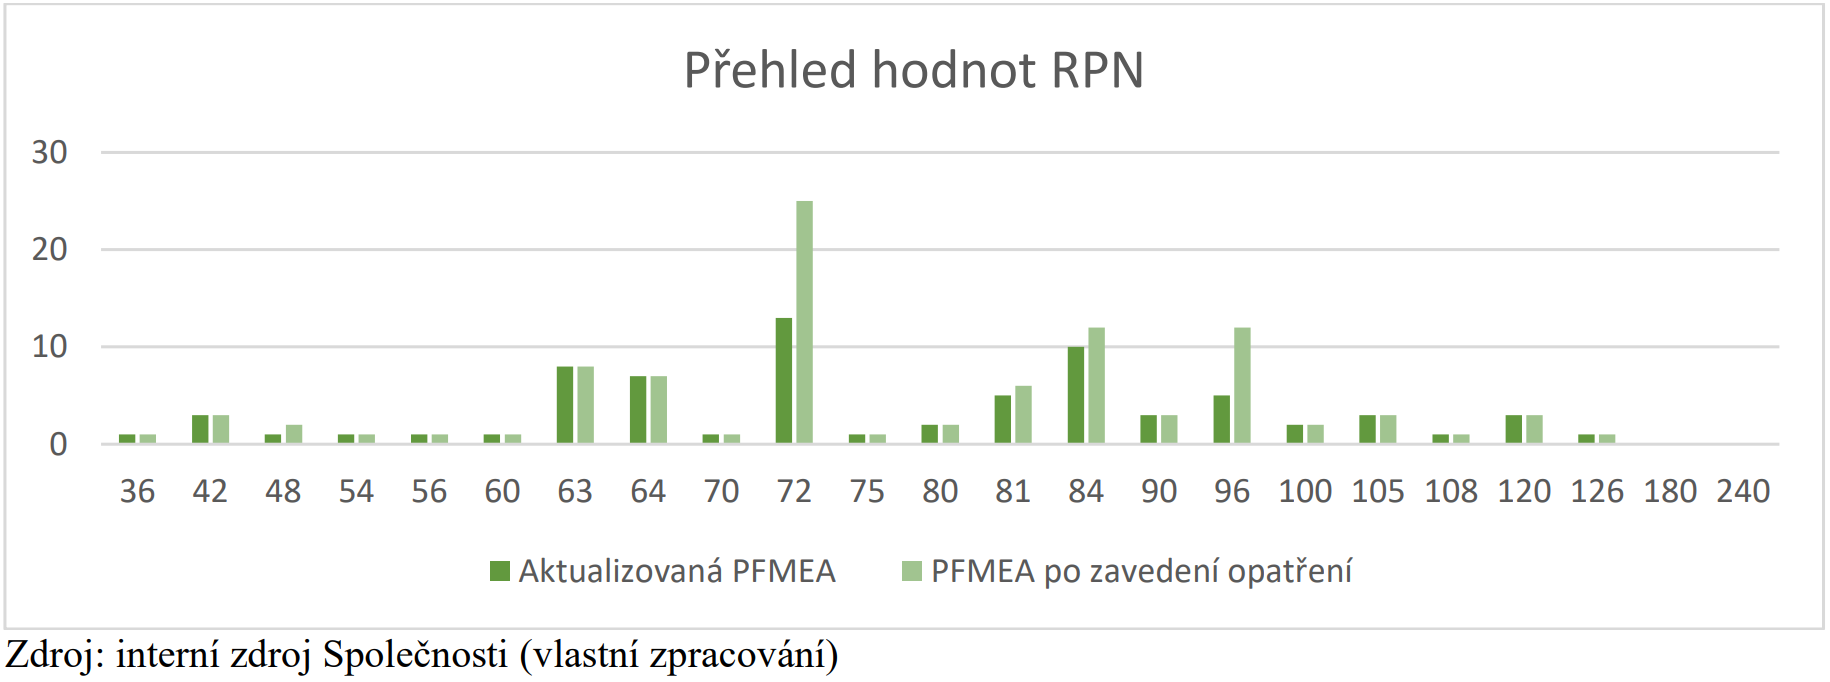 Přehled hodnot RPN
30
20
10
0
36 42 48 54 56 60 63 64 70 72 75 80 81 84 90 96 100 105 108 120 126 180 240
Aktualizovaná PFMEA PFMEA po zavedení opatření
Zdroj: interní zdroj Společnosti (vlastní zpracování)